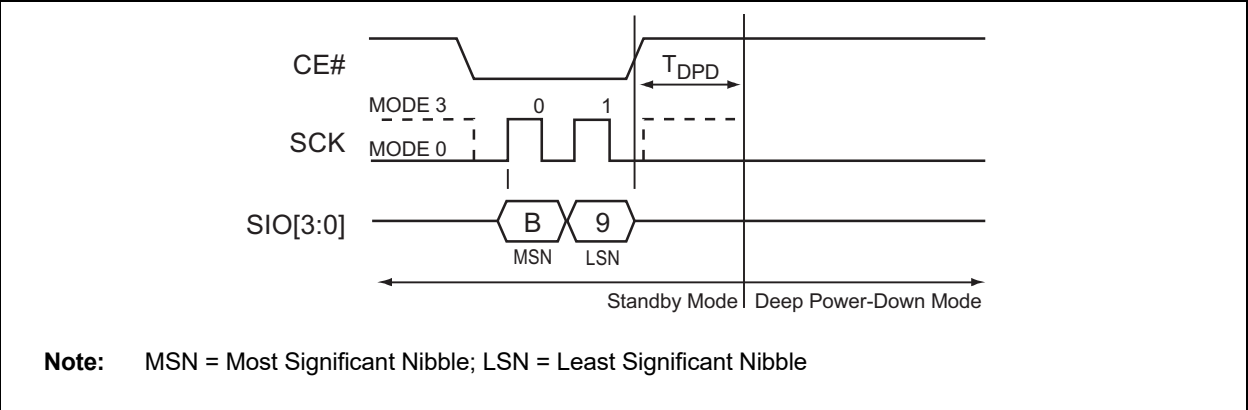 CE#
TDPD
MODE 3
0 1
SCK
MODE 0
SIO[3:0]
B 9
MSN LSN
Standby Mode Deep Power-Down Mode
Note: MSN = Most Significant Nibble; LSN = Least Significant Nibble